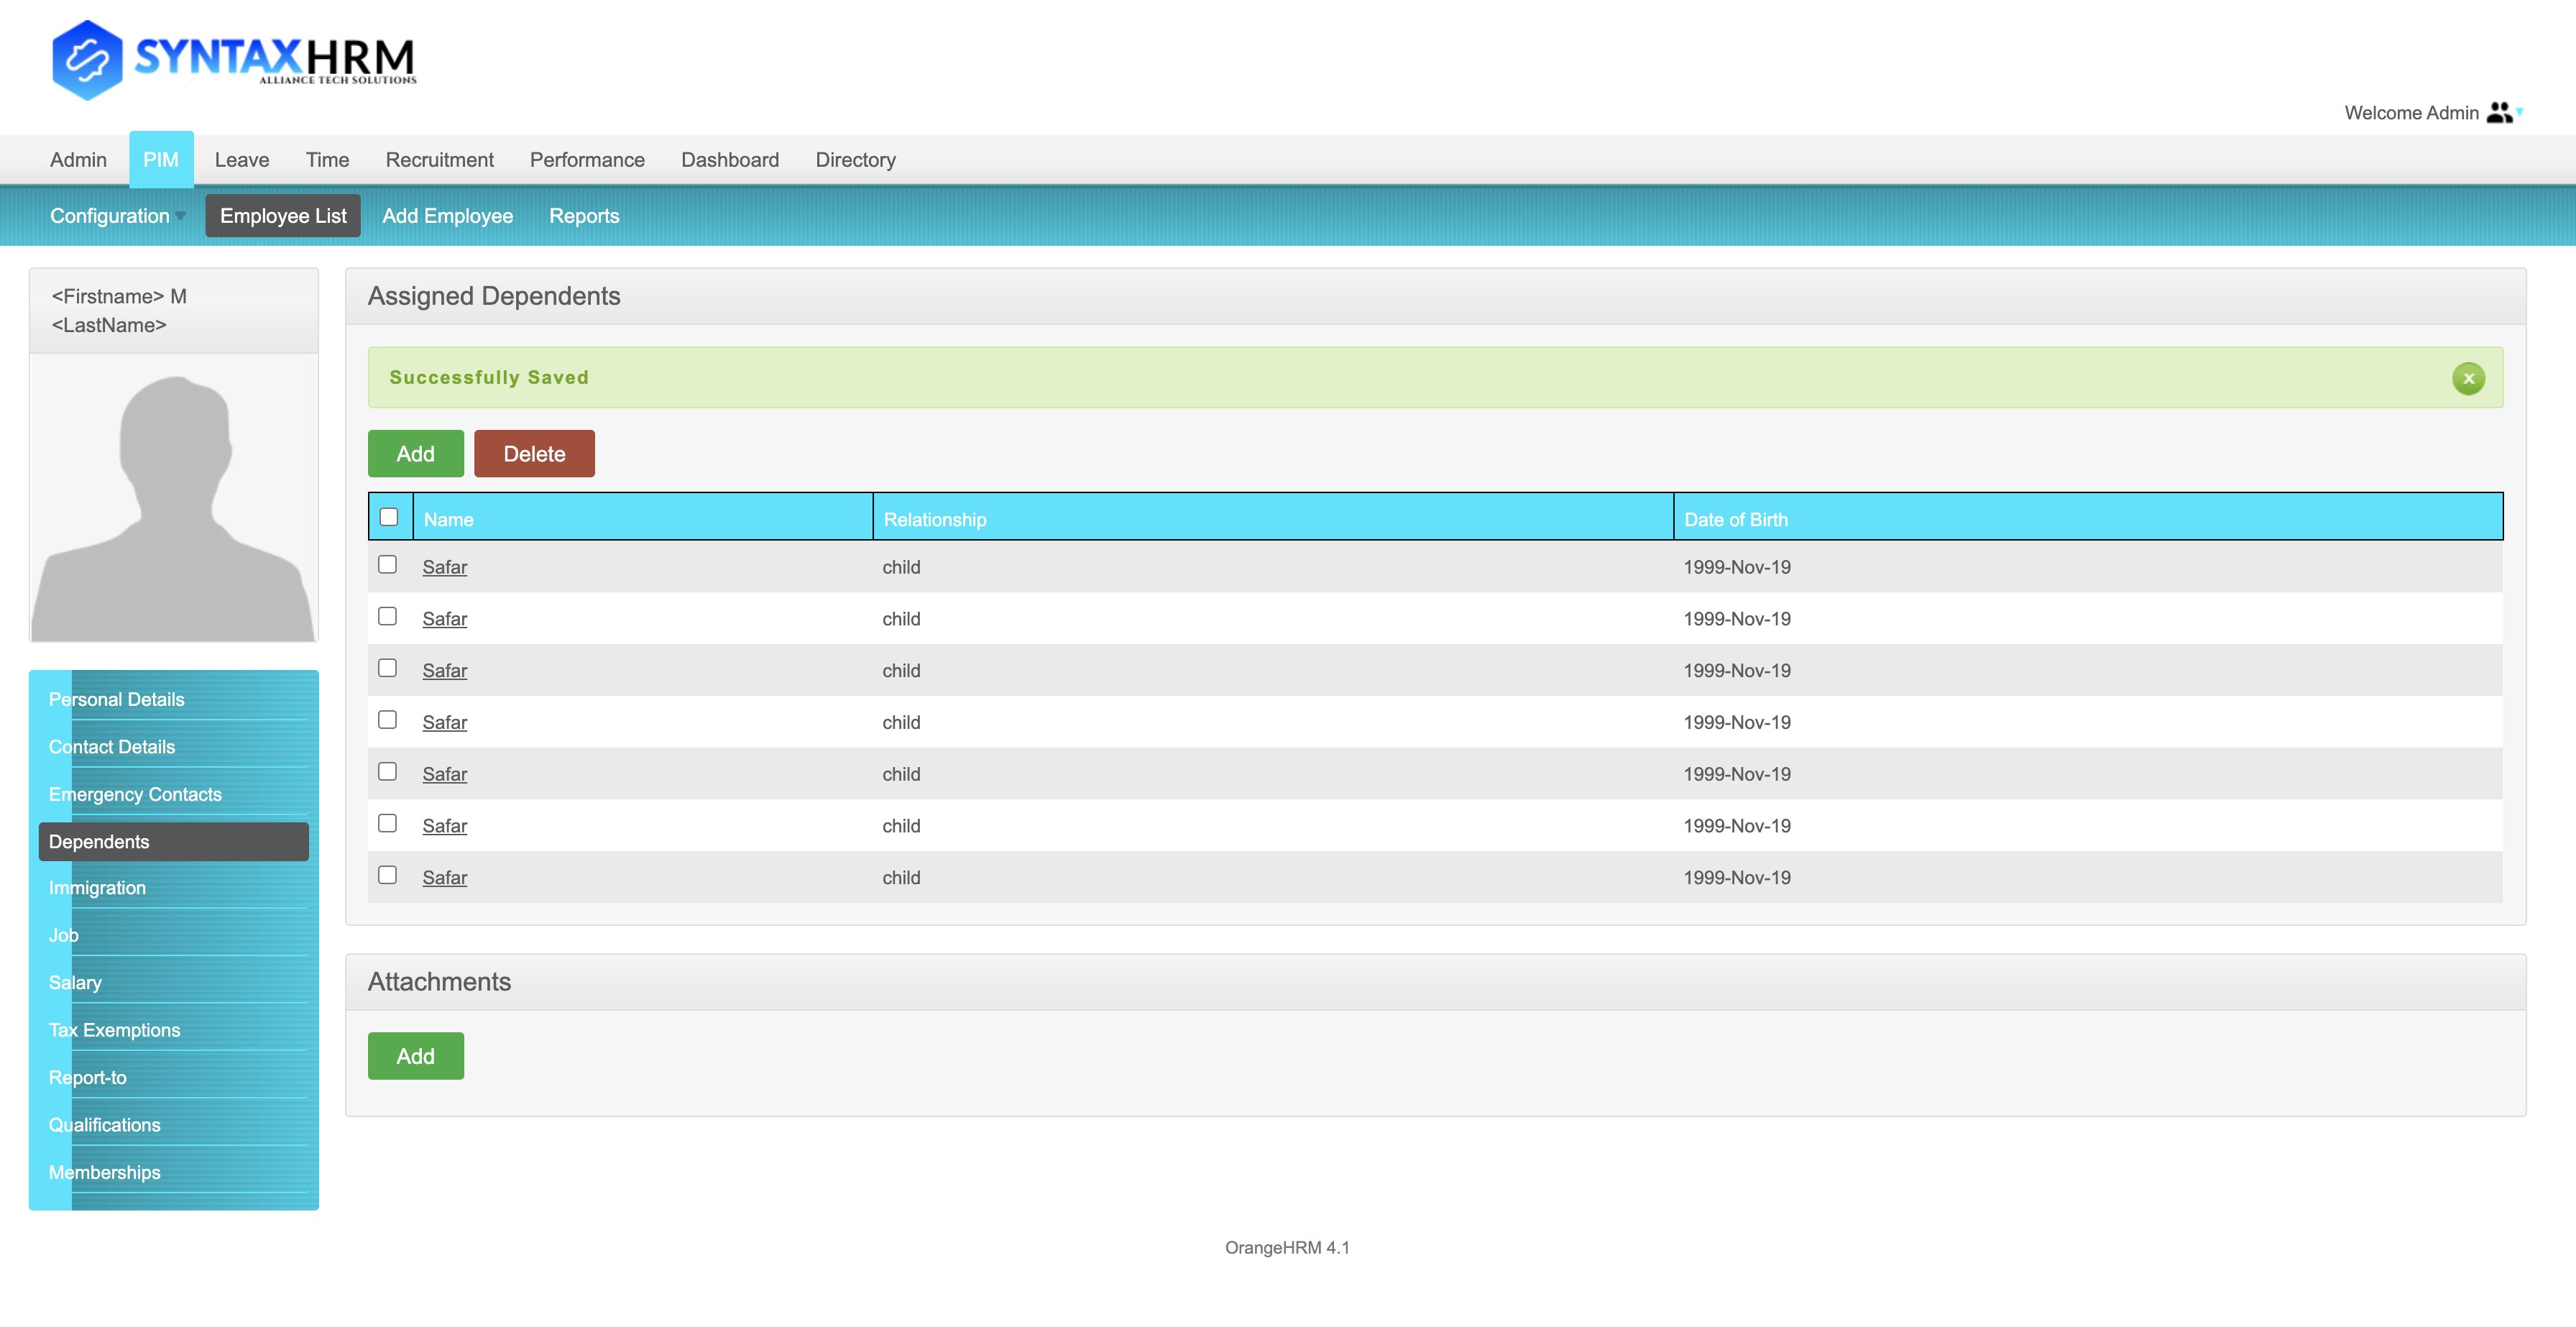 SYNTAXHRM
ALLIANCE TECH SOLUTIONS
Welcome Admin
Admin PIM Leave Time Recruitment Performance Dashboard Directory
Configuration Employee List Add Employee Reports
<Firstname> M
<LastName>
Personal Details
Contact Details
Emergency Contacts
Dependents
Immigration
Job
Salary
Tax Exemptions
Report-to
Qualifications
Memberships
Assigned Dependents
Successfully Saved x
Add Delete
Name Relationship Date of Birth
Safar child 1999-Nov-19
Safar child 1999-Nov-19
Safar child 1999-Nov-19
Safar child 1999-Nov-19
Safar child 1999-Nov-19
Safar child 1999-Nov-19
Safar child 1999-Nov-19
Attachments
Add
OrangeHRM 4.1